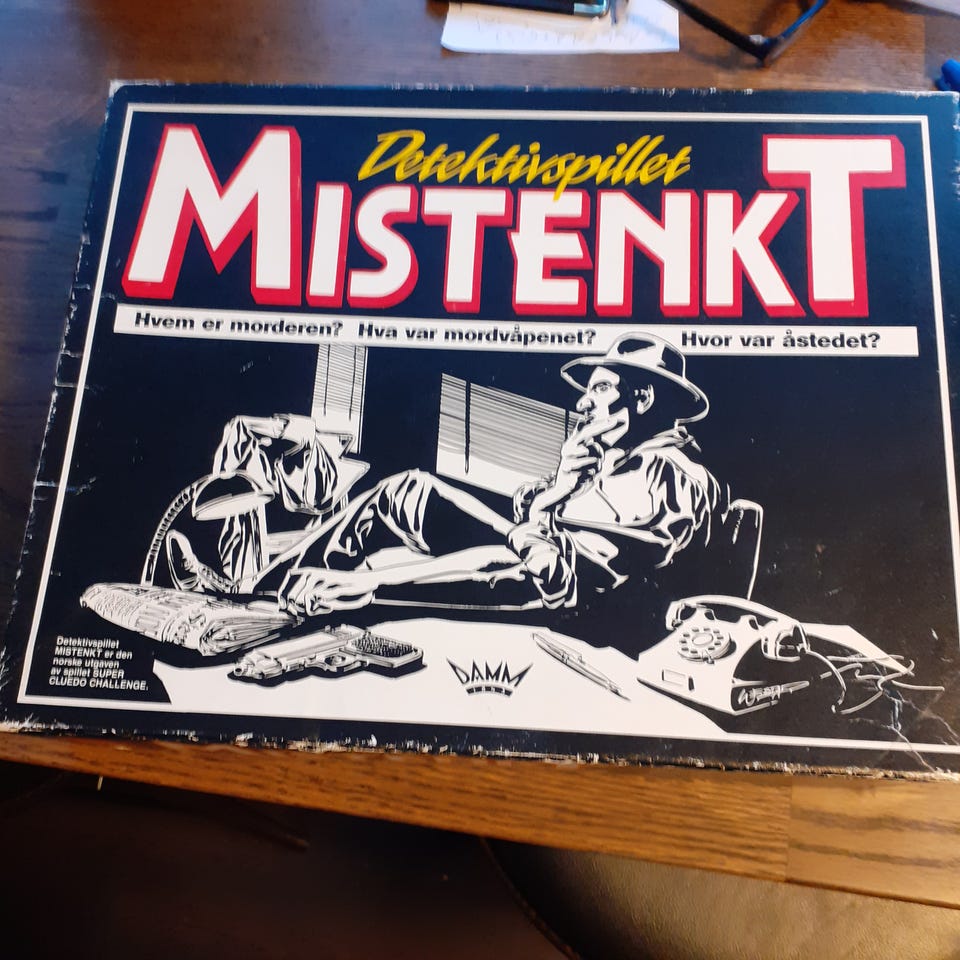 Detektivspillet
MISTENKT
Hvem er morderen? Hva var mordvåpenet? Hvor var åstedet?
Detektivspillet
MISTENKT er den
norske utgaven
av spillet SUPER
CLUEDO CHALLENGE.
DAMM